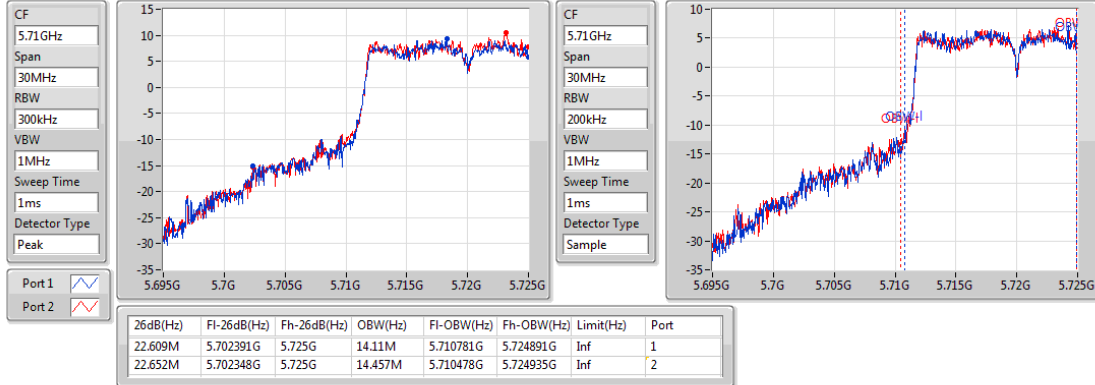 CF
5.71GHz
Span
30MHz
RBW
300kHz
VBW
1MHz
Sweep Time
1ms
Detector Type
Peak
Port 1
Port 2
15
10
5
0
-5
-10
-15
-20
-25
-30
-35
5.695G 5.7G 5.705G 5.71G 5.715G 5.72G 5.725G
CF
5.71GHz
Span
30MHz
RBW
200kHz
VBW
1MHz
Sweep Time
1ms
Detector Type
Sample
10
5
0
-5
-10
-15
-20
-25
-30
-35
5.695G 5.7G 5.705G 5.71G 5.715G 5.72G 5.725G
26dB(Hz) Fl-26dB(Hz) Fh-26dB(Hz) OBW(Hz) Fl-OBW(Hz) Fh-OBW(Hz) Limit(Hz) Port
22.609M 5.702391G 5.725G 14.11M 5.710781G 5.724891G Inf 1
22.652M 5.702348G 5.725G 14.457M 5.710478G 5.724935G Inf 2